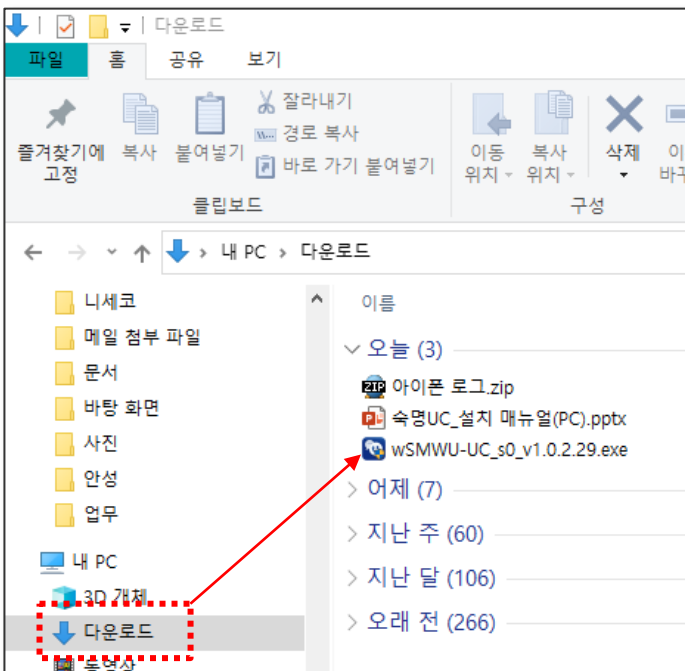 다운로드
파일 홈 공유 보기
즐겨찾기에 고정
복사
붙여넣기
잘라내기
경로 복사
바로 가기 붙여넣기
클립보드
이동 위치
복사 위치
삭제
구성
내 PC > 다운로드
니세코
메일 첨부 파일
문서
바탕 화면
사진
안성
업무
내 PC
3D 개체
다운로드
동영상
이름
오늘 (3)
ZIP 아이폰 로그.zip
숙명UC_설치 매뉴얼(PC).pptx
wSMWU-UC_s0_v1.0.2.29.exe
어제 (7)
지난 주 (60)
지난 달 (106)
오래 전 (266)